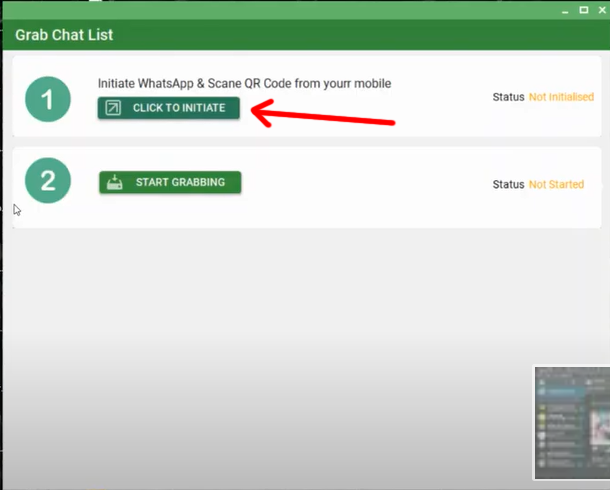 Grab Chat List
1
Initiate WhatsApp & Scane QR Code from yourr mobile
CLICK TO INITIATE
Status Not Initialised
2
START GRABBING
Status Not Started